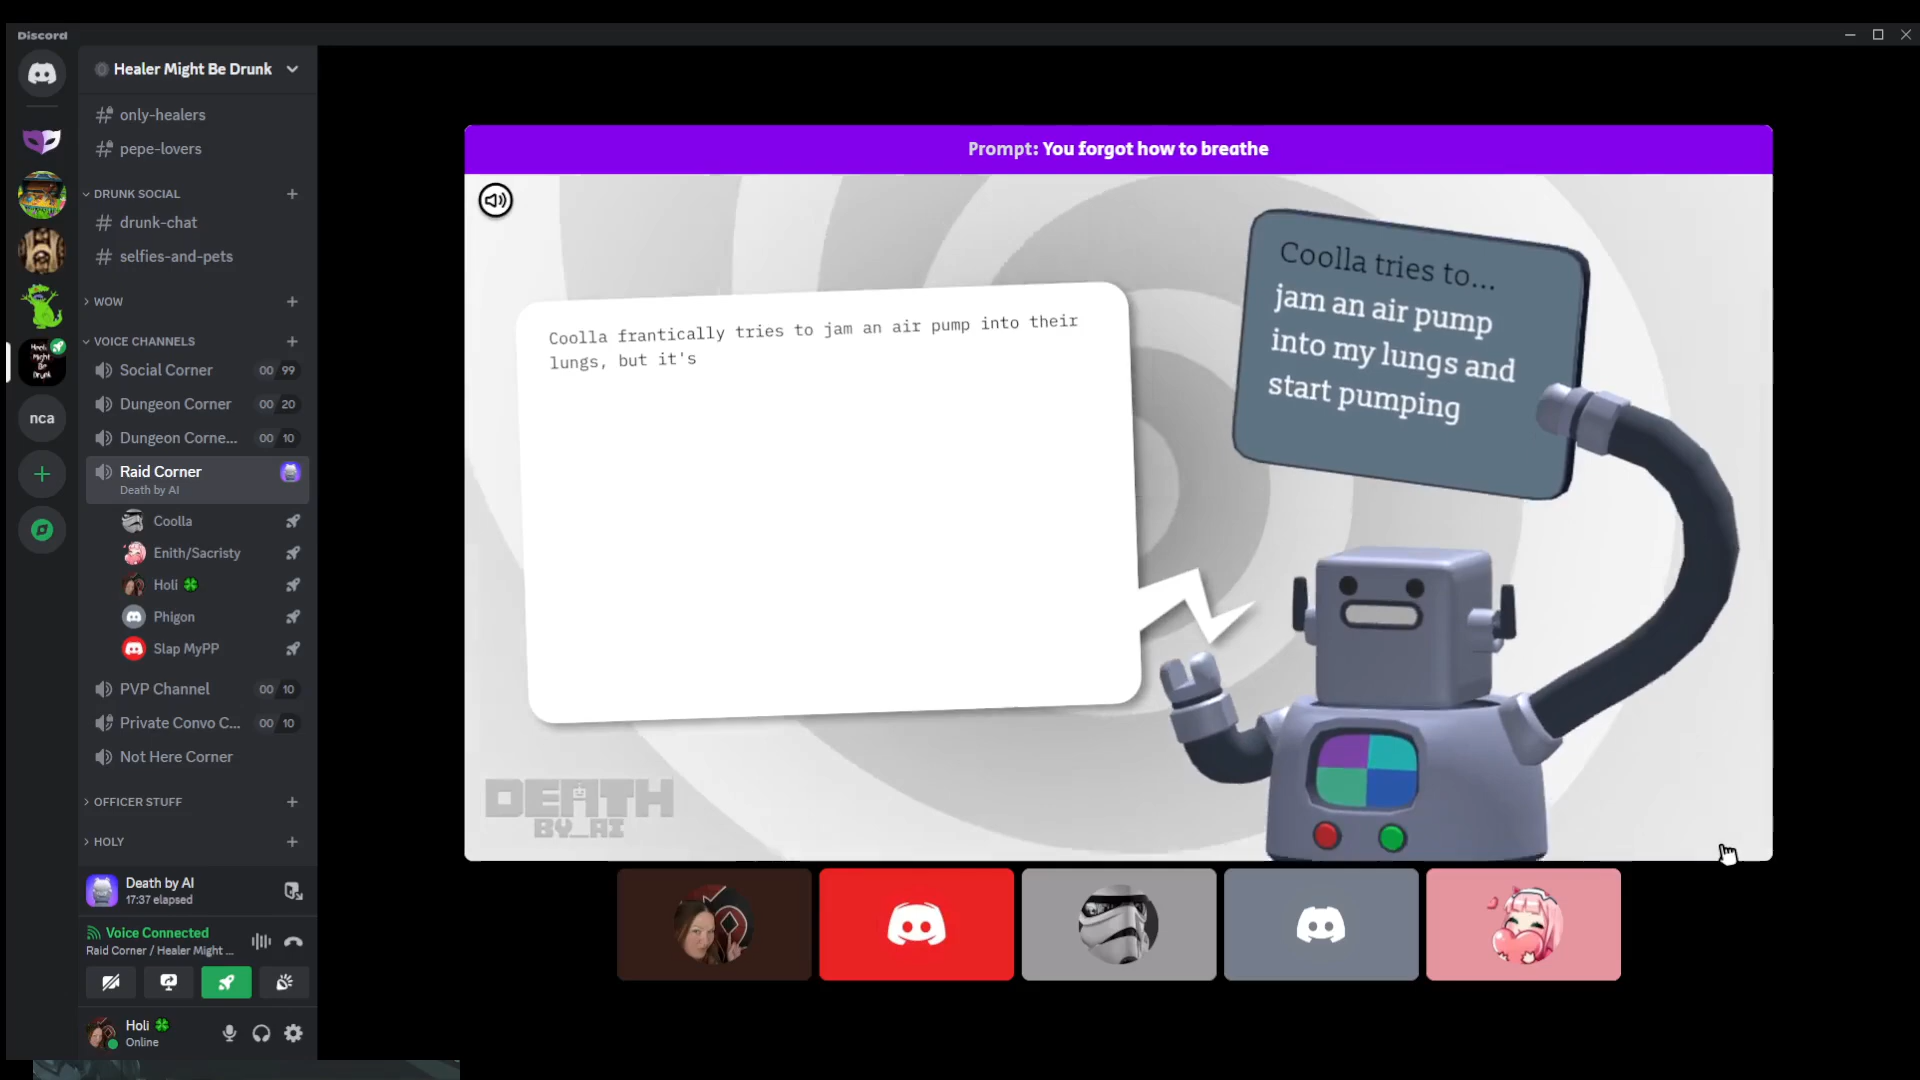 Discord
Healer Might Be Drunk
only-healers
pepe-lovers
DRUNK SOCIAL
drunk-chat
selfies-and-pets
WOW
VOICE CHANNELS
Social Corner 00 99
Dungeon Corner 00 20
Dungeon Corne... 00 10
Raid Corner
Death by AI
Coolla
Enith/Sacristy
Holi
Phigon
Slap MyPP
PVP Channel 00 10
Private Convo C... 00 10
Not Here Corner
OFFICER STUFF
HOLY
Death by AI
17:37 elapsed
Voice Connected
Raid Corner / Healer Might ...
Holi
Online
nca
Healer
Might
Be
Drunk
Prompt: You forgot how to breathe
Coolla frantically tries to jam an air pump into their
lungs, but it's
Coolla tries to...
jam an air pump
into my lungs and
start pumping
DEATH
BY_AI